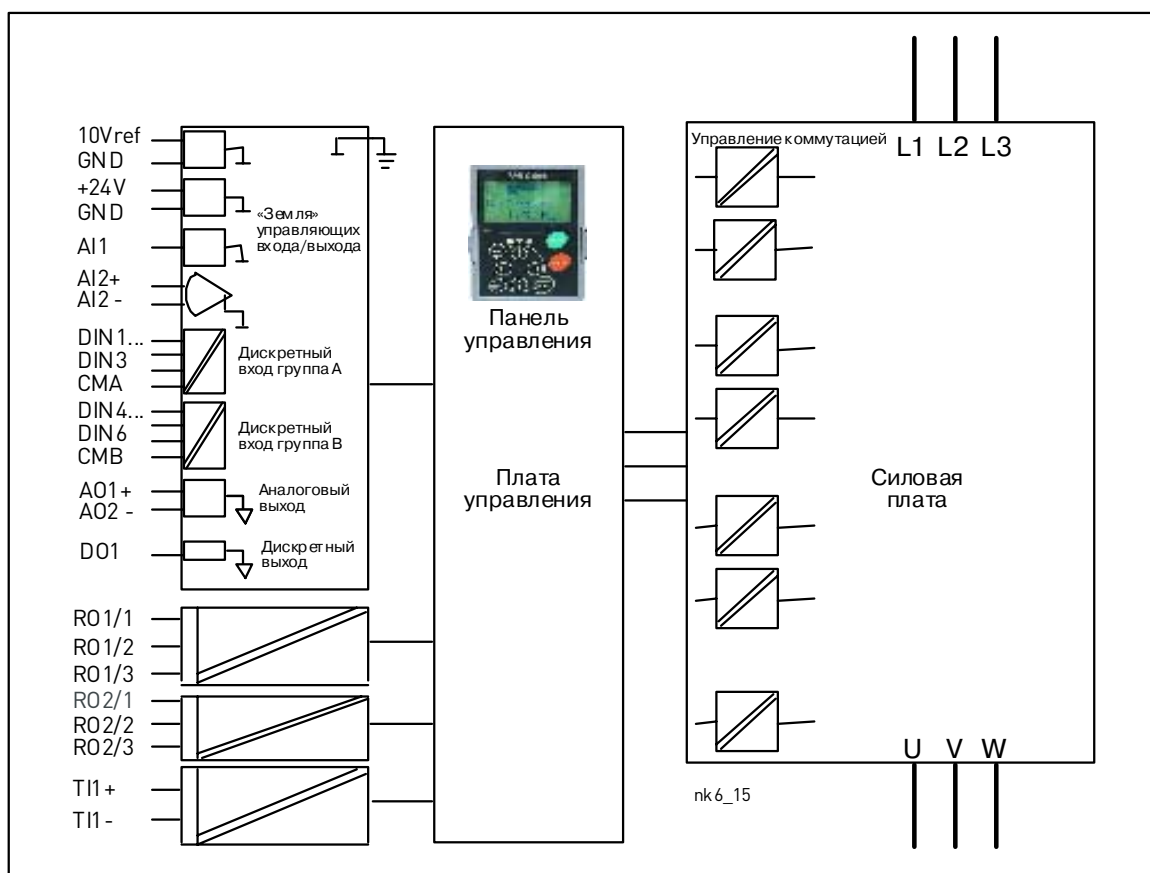 10Vref
GND
+24V
GND
AI1
AI2+
AI2 -
DIN1...
DIN3
CMA
DIN4...
DIN6
CMB
AO1+
AO2 -
DO1
RO1/1
RO1/2
RO1/3
RO2/1
RO2/2
RO2/3
TI1+
TI1-
«Земля»
управляющих
входа/выхода
Дискретный
вход группа A
Дискретный
вход группа B
Аналоговый
выход
Дискретный
выход
Панель
управления
Плата
управления
Управление коммутацией
L1 L2 L3
Силовая
плата
U V W
nk6_15